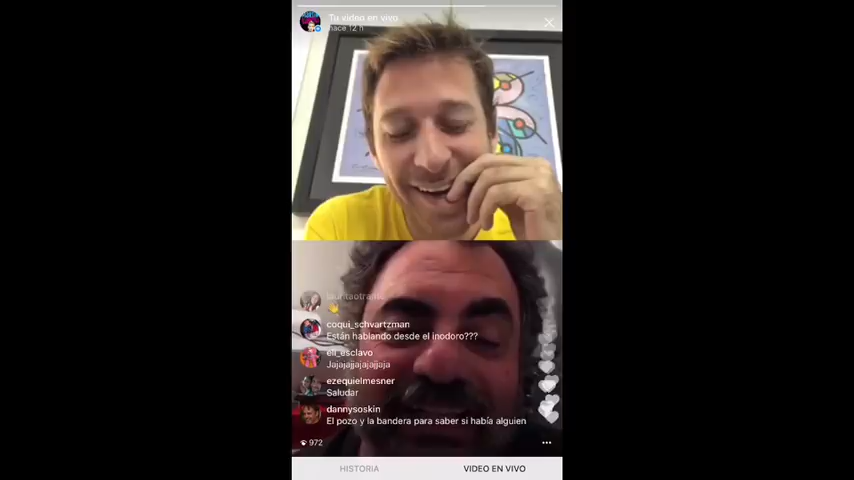 Tu video en vivo
hace 12 h
👋
coqui_schvartzman
Están hablando desde el inodoro???
eli_esclavo
Jajajajjajajajjaja
ezequielmesner
Saludar
dannysoskin
El pozo y la bandera para saber si había alguien
972
HISTORIA
VIDEO EN VIVO